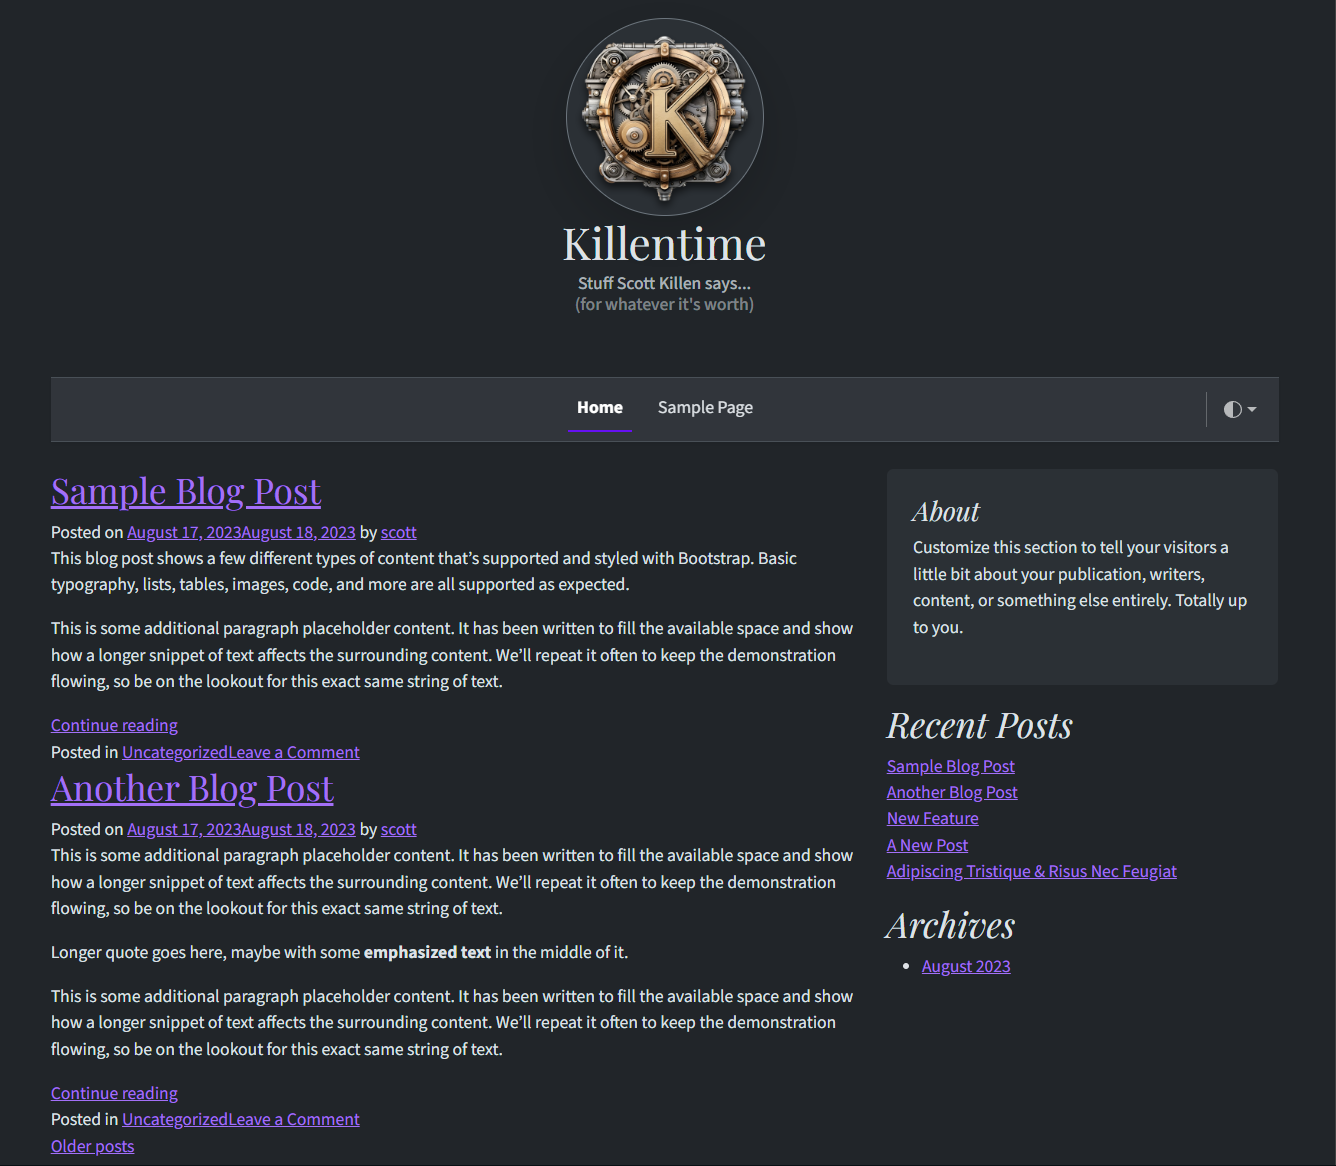 K
Killentime
Stuff Scott Killen says...
(for whatever it's worth)
Home Sample Page
Sample Blog Post
Posted on August 17, 2023August 18, 2023 by scott
This blog post shows a few different types of content that’s supported and styled with Bootstrap. Basic
typography, lists, tables, images, code, and more are all supported as expected.
This is some additional paragraph placeholder content. It has been written to fill the available space and show
how a longer snippet of text affects the surrounding content. We’ll repeat it often to keep the demonstration
flowing, so be on the lookout for this exact same string of text.
Continue reading
Posted in UncategorizedLeave a Comment
Another Blog Post
Posted on August 17, 2023August 18, 2023 by scott
This is some additional paragraph placeholder content. It has been written to fill the available space and show
how a longer snippet of text affects the surrounding content. We’ll repeat it often to keep the demonstration
flowing, so be on the lookout for this exact same string of text.
Longer quote goes here, maybe with some emphasized text in the middle of it.
This is some additional paragraph placeholder content. It has been written to fill the available space and show
how a longer snippet of text affects the surrounding content. We’ll repeat it often to keep the demonstration
flowing, so be on the lookout for this exact same string of text.
Continue reading
Posted in UncategorizedLeave a Comment
Older posts
About
Customize this section to tell your visitors a
little bit about your publication, writers,
content, or something else entirely. Totally up
to you.
Recent Posts
Sample Blog Post
Another Blog Post
New Feature
A New Post
Adipiscing Tristique & Risus Nec Feugiat
Archives
• August 2023